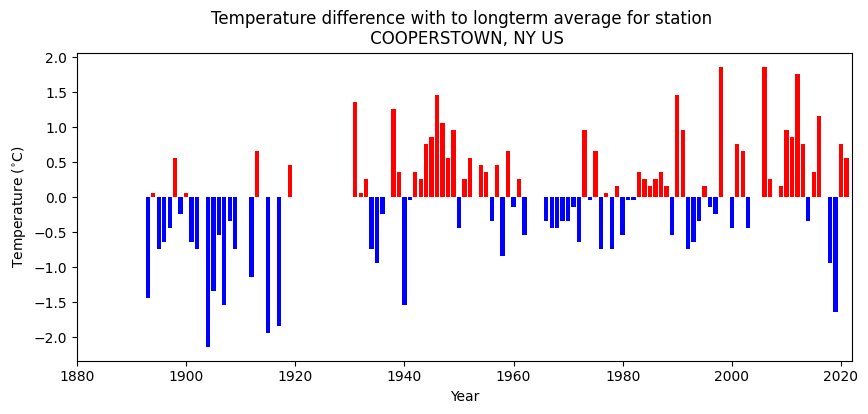 Temperature difference with to longterm average for station
COOPERSTOWN, NY US
2.0
1.5
1.0
0.5
0.0
−0.5
−1.0
−1.5
−2.0
Temperature (°C)
1880 1900 1920 1940 1960 1980 2000 2020
Year